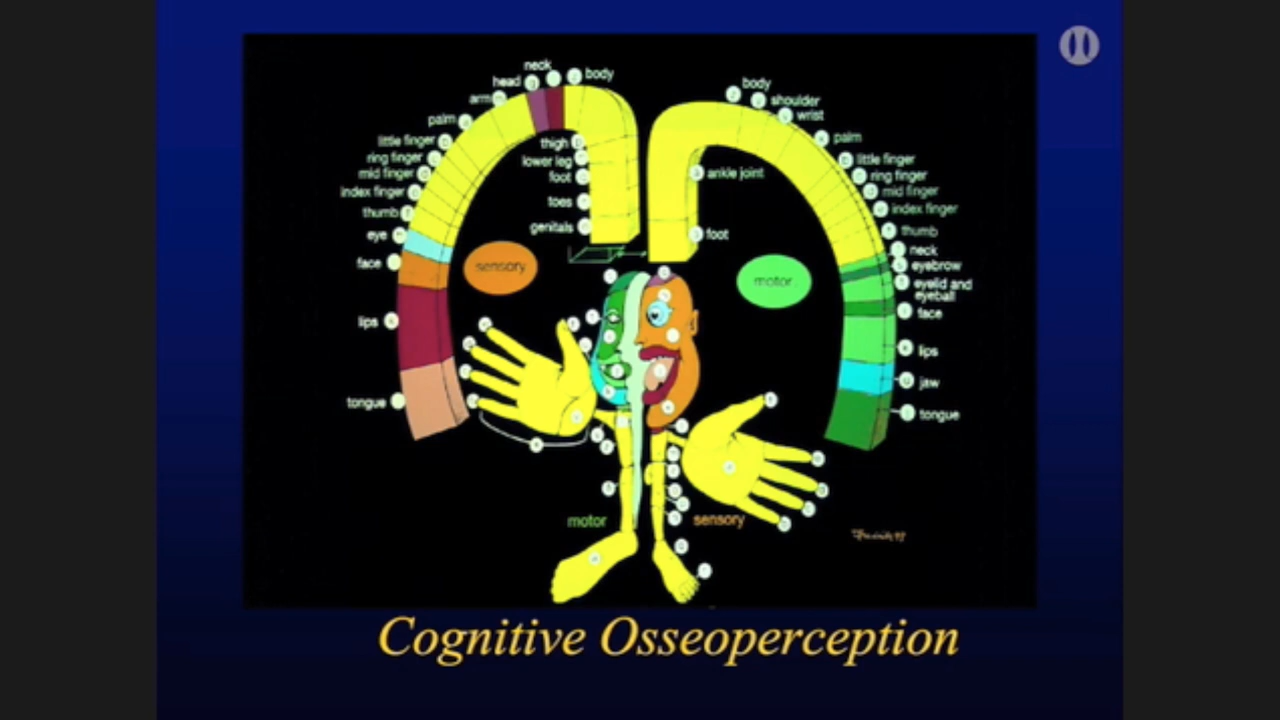 neck
head
body
arm
palm
little finger
ring finger
mid finger
index finger
thumb
eye
face
lips
tongue
thigh
lower leg
foot
toes
genitals
sensory
body
shoulder
wrist
palm
little finger
ring finger
mid finger
index finger
thumb
neck
eyebrow
eyelid and
eyeball
face
lips
jaw
tongue
ankle joint
foot
motor
motor
sensory
Cognitive Osseoperception